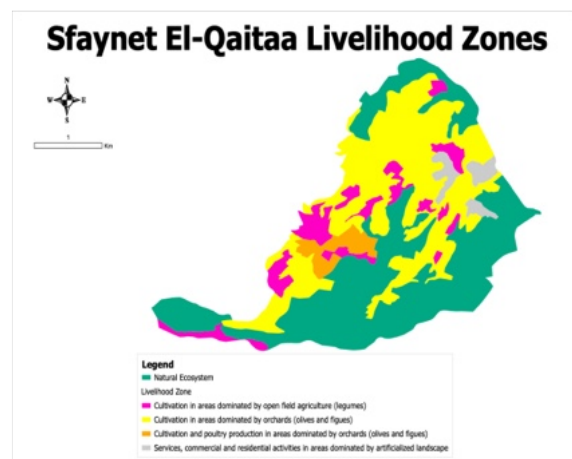 Sfaynet El-Qaitaa Livelihood Zones
N
W E
S
1
Km
Legend
Natural Ecosystem
Livelihood Zone
Cultivation in areas dominated by open field agriculture (legumes)
Cultivation in areas dominated by orchards (olives and figues)
Cultivation and poultry production in areas dominated by orchards (olives and figues)
Services, commercial and residential activities in areas dominated by artificialized landscape